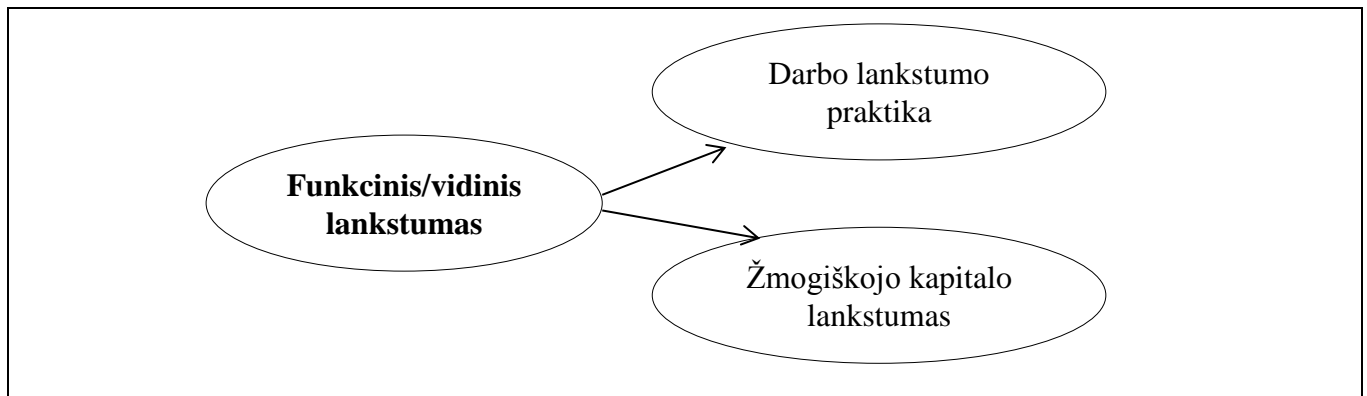 Darbo lankstumo
praktika
Funkcinis/vidinis
lankstumas
Žmogiškojo kapitalo
lankstumas